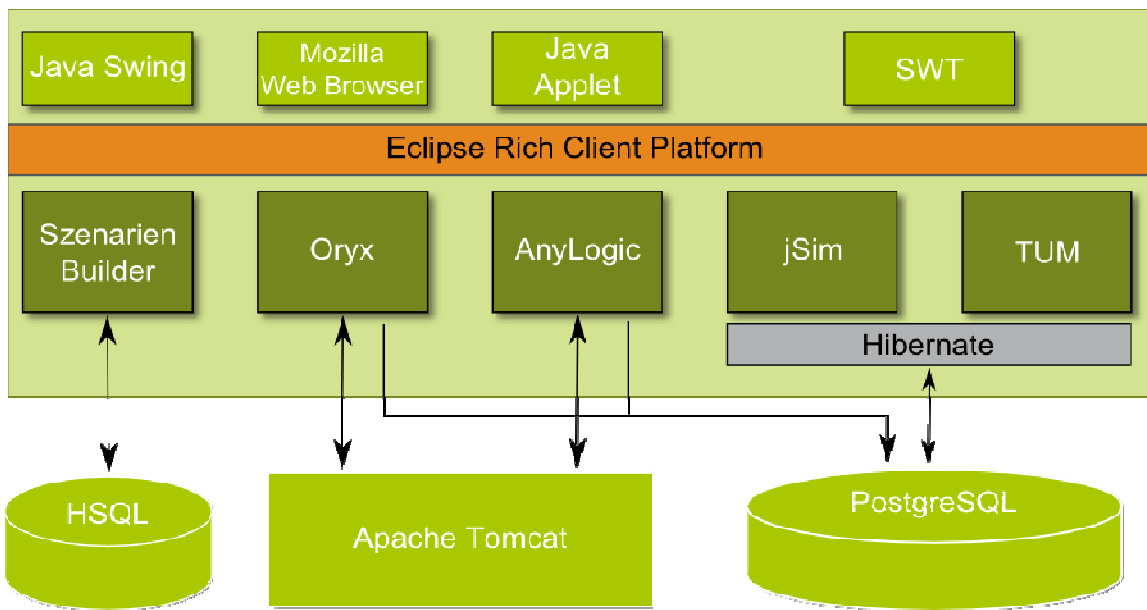 Java Swing
Mozilla
Web Browser
Java
Applet
SWT
Eclipse Rich Client Platform
Szenarien
Builder
Oryx
AnyLogic
jSim
TUM
Hibernate
HSQL
Apache Tomcat
PostgreSQL